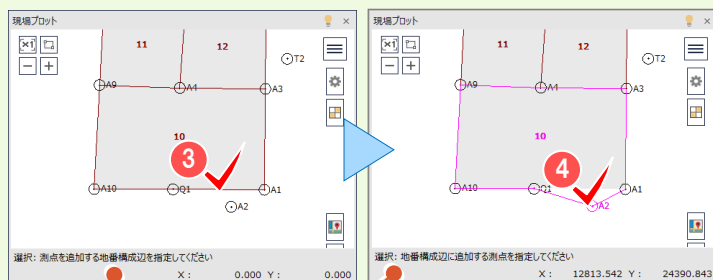 現場プロット
×1
11
12
T2
A9
A4
A3
10
3
A10
Q1
A1
A2
選択: 測点を追加する地番構成辺を指定してください
X : 0.000 Y : 0.000
現場プロット
×1
11
12
T2
A9
A4
A3
10
4
A10
Q1
A1
A2
選択: 地番構成辺に追加する測点を指定してください
X : 12813.542 Y : 24390.843